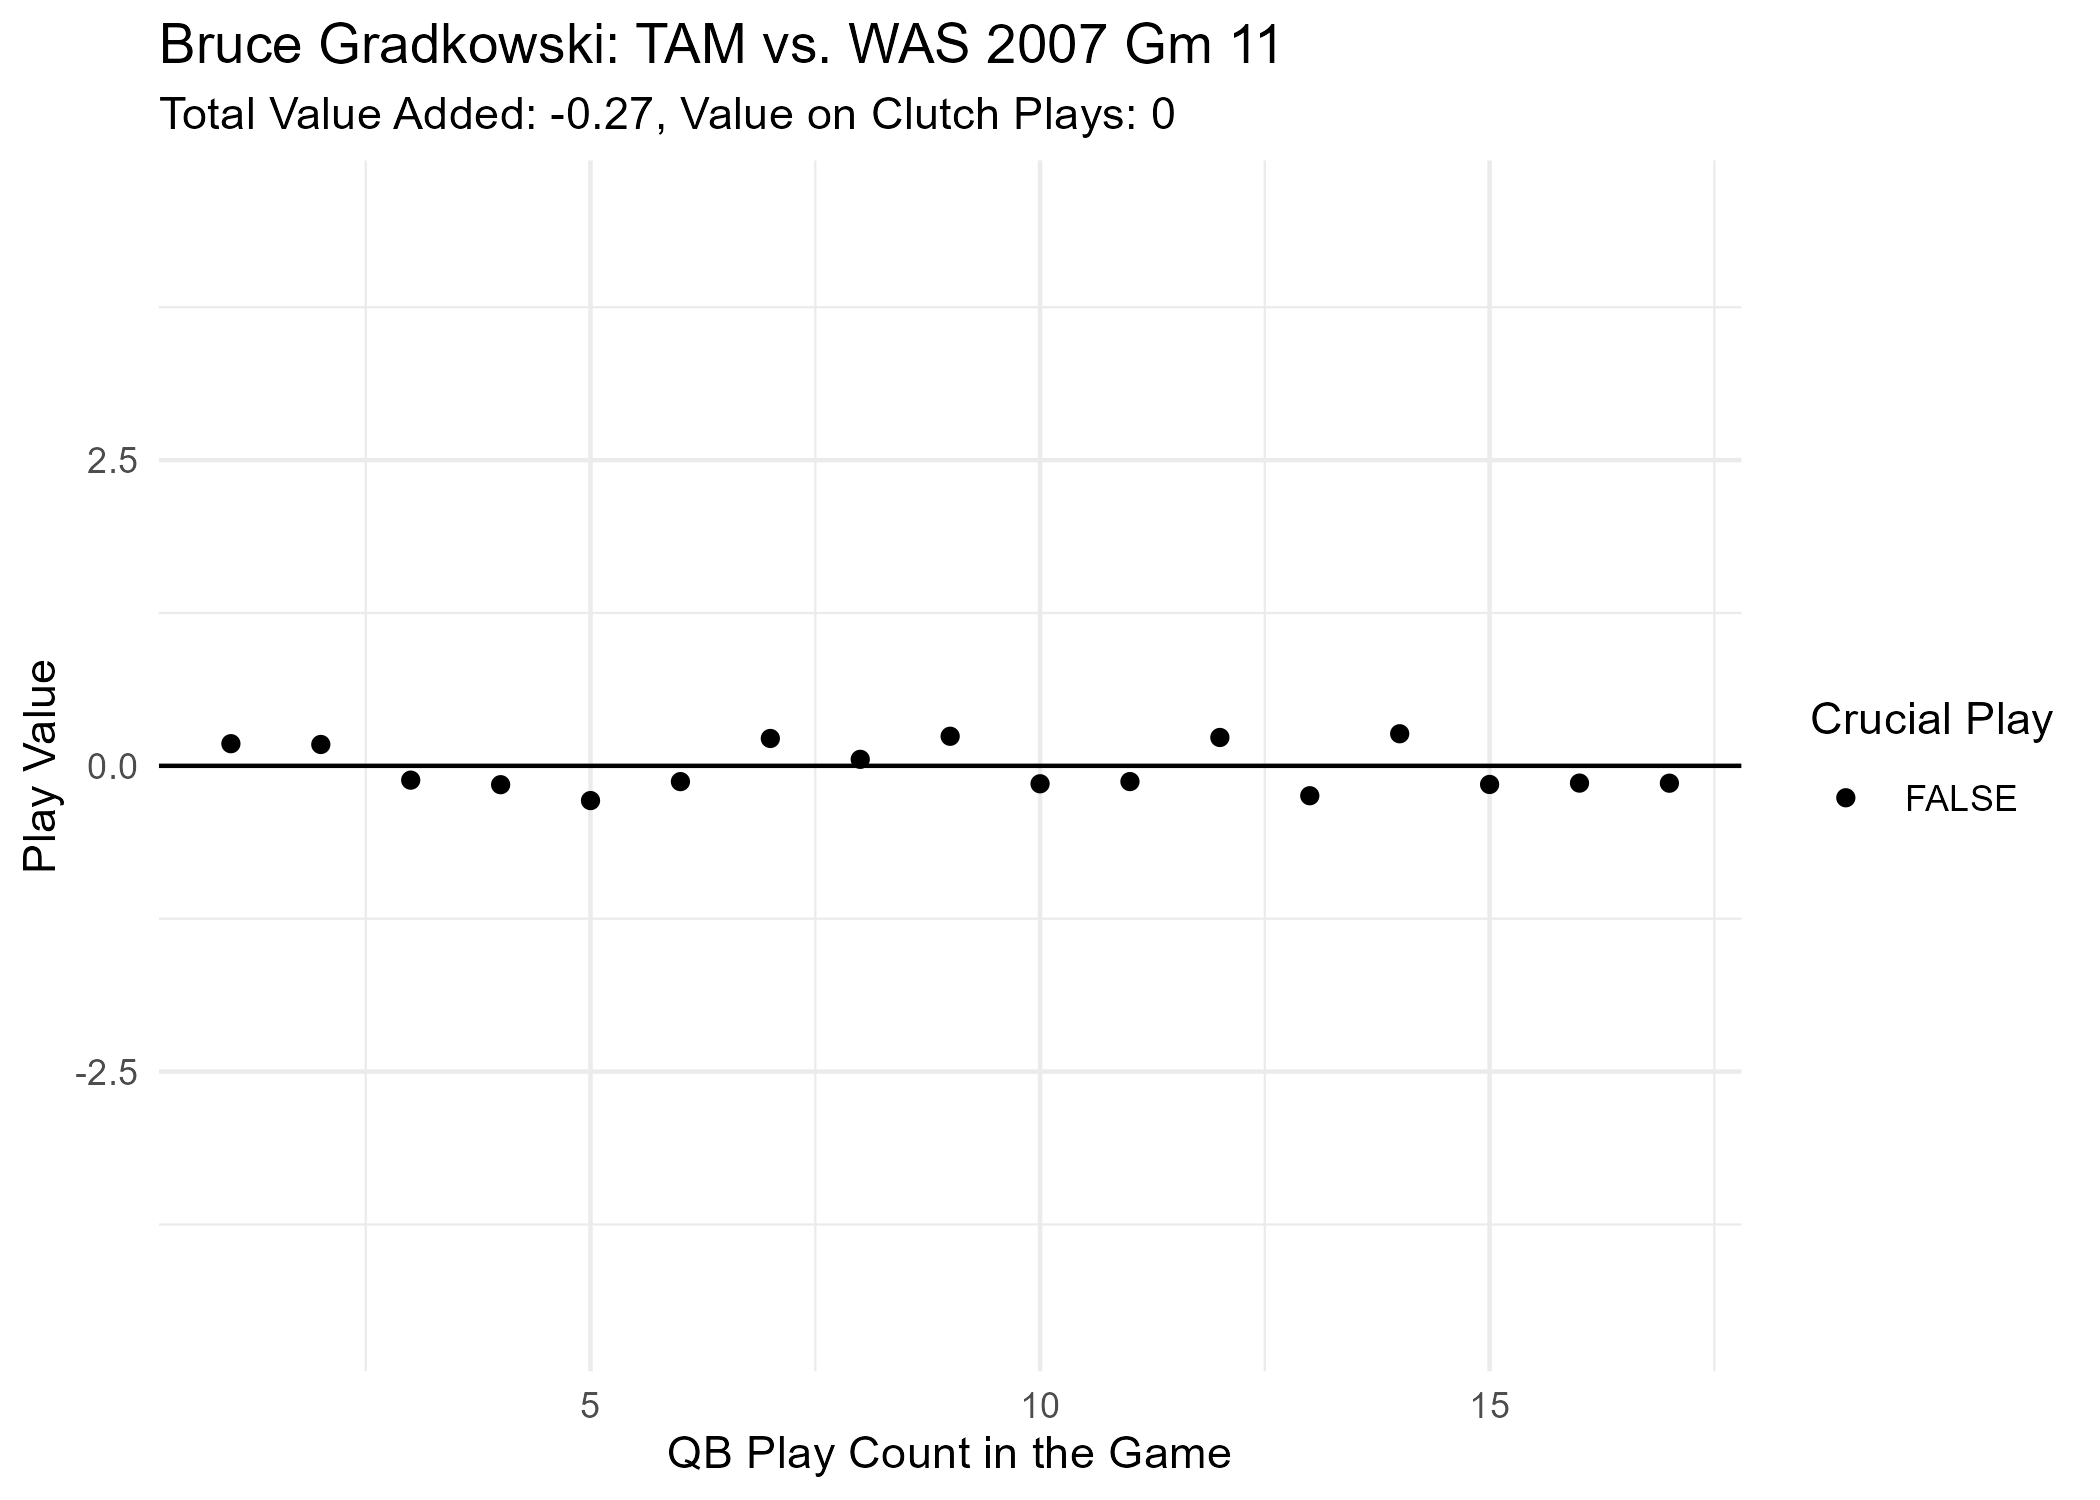 Bruce Gradkowski: TAM vs. WAS 2007 Gm 11
Total Value Added: -0.27, Value on Clutch Plays: 0
Play Value
2.5
0.0
-2.5
5
10
15
QB Play Count in the Game
Crucial Play
FALSE